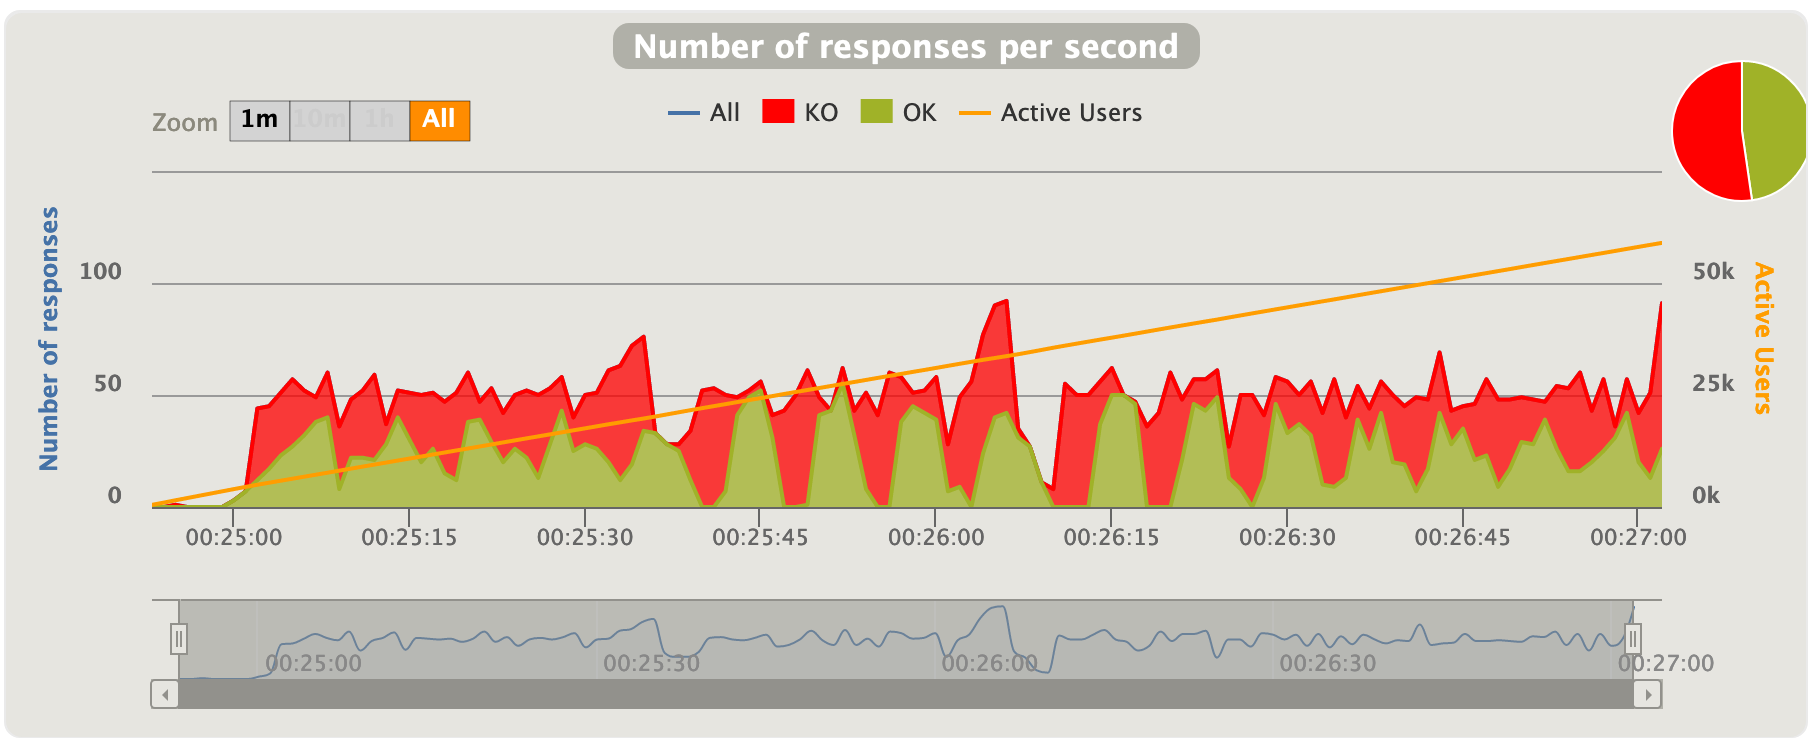 Number of responses per second
Zoom 1m 10m 1h All
All KO OK Active Users
Number of responses
100
50
0
50k
25k
0k
Active Users
00:25:00 00:25:15 00:25:30 00:25:45 00:26:00 00:26:15 00:26:30 00:26:45 00:27:00
00:25:00 00:25:30 00:26:00 00:26:30 00:27:00